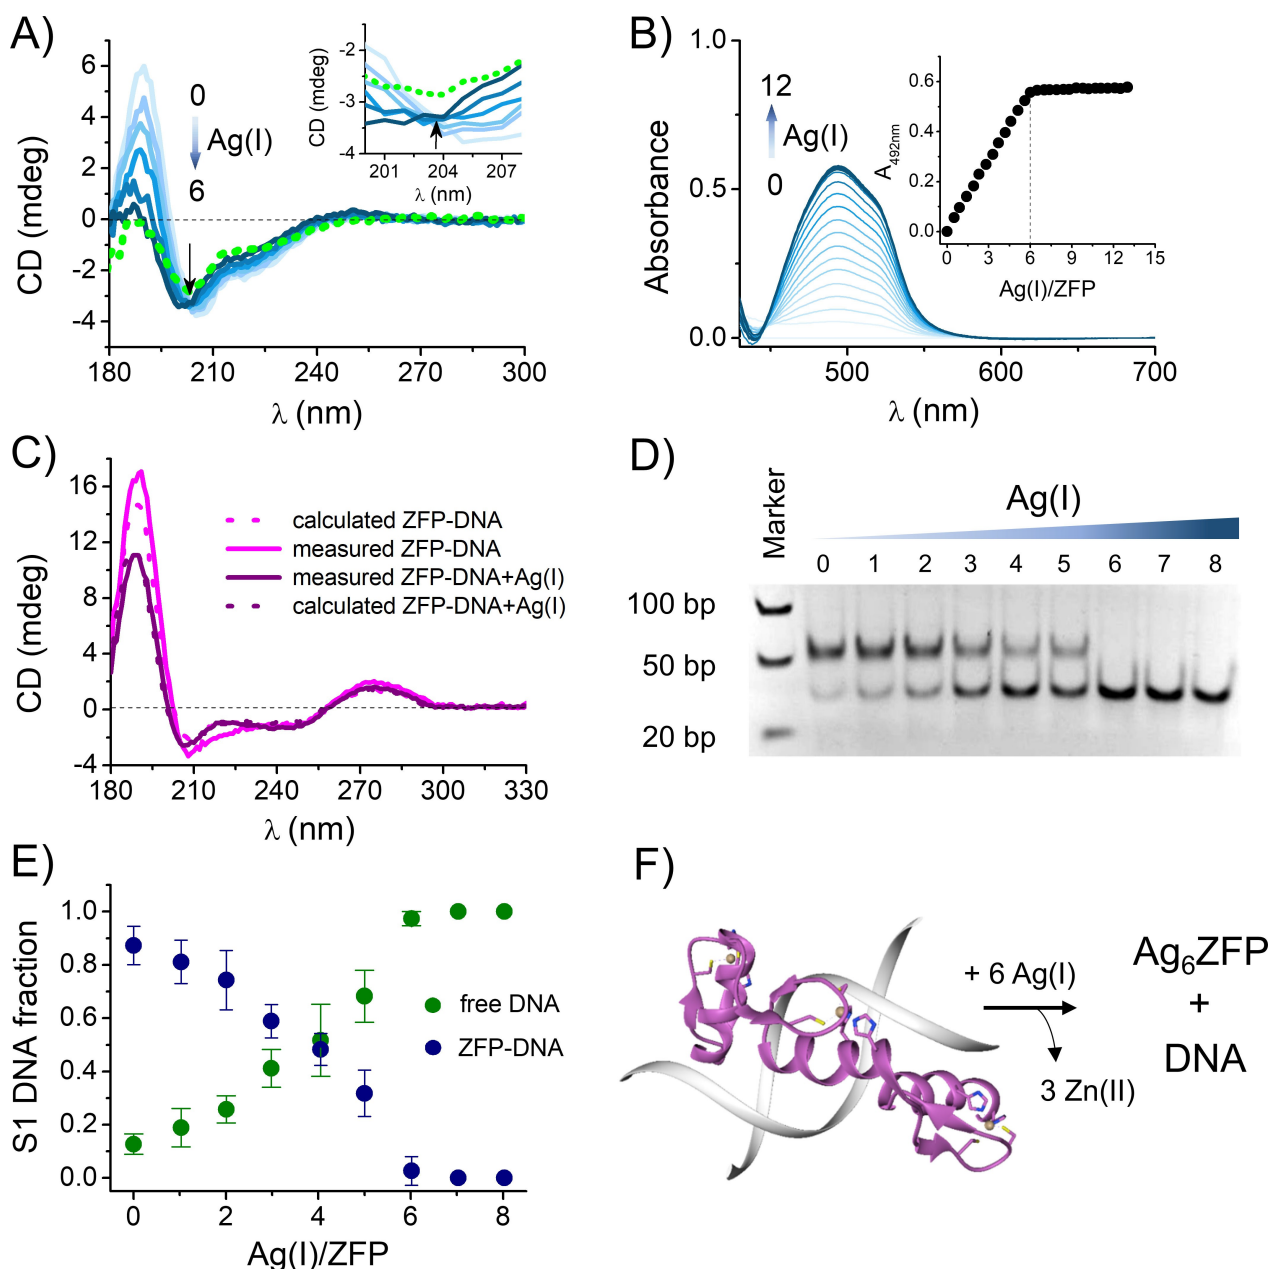 A)
CD (mdeg)
6
4
2
0
-2
-4
180
210
240
270
300
λ (nm)
0
Ag(I)
6
CD (mdeg)
-2
-3
-4
201
204
207
λ (nm)
B)
Absorbance
1.0
0.5
0.0
500
600
700
λ (nm)
12
Ag(I)
0
A492nm
0.6
0.4
0.2
0.0
0
3
6
9
12
15
Ag(I)/ZFP
C)
CD (mdeg)
16
12
8
4
0
-4
180
210
240
270
300
330
λ (nm)
calculated ZFP-DNA
measured ZFP-DNA
measured ZFP-DNA+Ag(I)
calculated ZFP-DNA+Ag(I)
D)
Marker
Ag(I)
0 1 2 3 4 5 6 7 8
100 bp
50 bp
20 bp
E)
S1 DNA fraction
1.0
0.8
0.6
0.4
0.2
0.0
0
2
4
6
8
Ag(I)/ZFP
free DNA
ZFP-DNA
F)
+ 6 Ag(I)
3 Zn(II)
Ag6ZFP
+
DNA